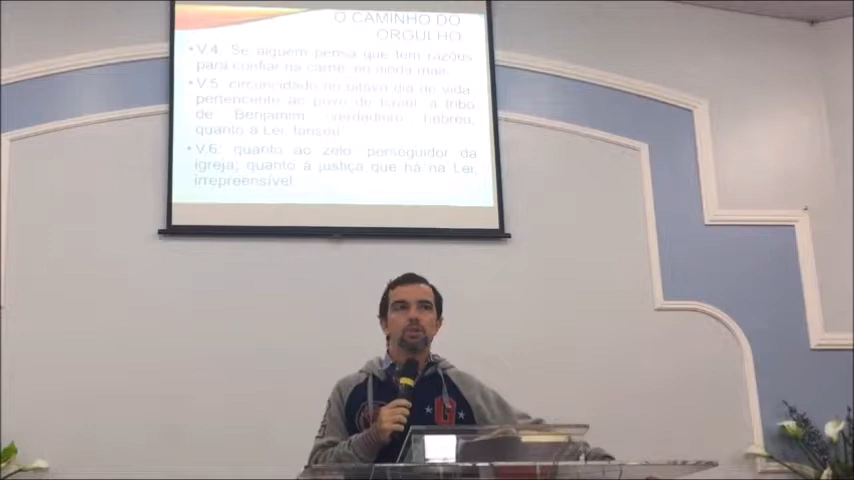 O CAMINHO DO
ORGULHO
• V.4: Se alguém pensa que tem razões
para confiar na carne, eu ainda mais:
• V.5: circuncidado no oitavo dia de vida,
pertencente ao povo de Israel, à tribo
de Benjamim, verdadeiro hebreu;
quanto à Lei, fariseu;
• V.6: quanto ao zelo, perseguidor da
igreja; quanto à justiça que há na Lei,
irrepreensível.
G